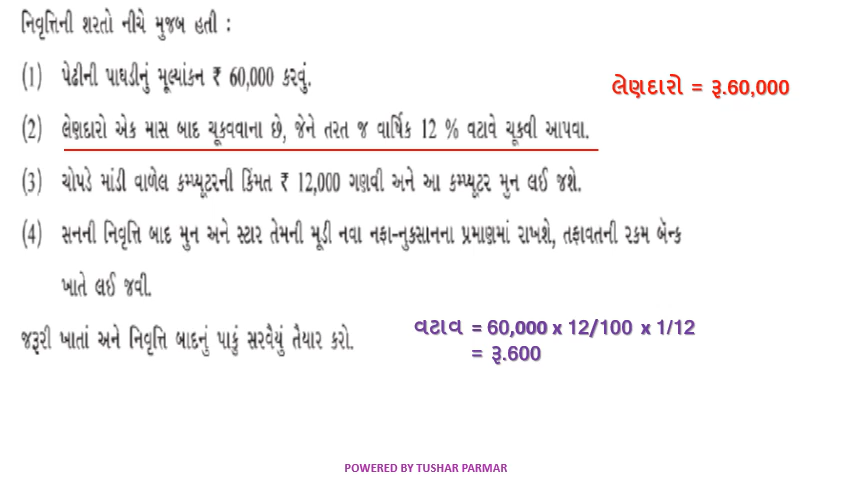 નિવૃત્તિની શરતો નીચે મુજબ હતી :
(1) પેઢીની પાઘડીનું મૂલ્યાંકન ₹ 60,000 કરવું.
લેણદારો = રૂ.60,000
(2) લેણદારો એક માસ બાદ ચૂકવવાના છે, જેને તરત જ વાર્ષિક 12 % વટાવે ચૂકવી આપવા.
(3) ચોપડે માંડી વાળેલ કમ્પ્યૂટરની કિંમત ₹ 12,000 ગણવી અને આ કમ્પ્યૂટર મુન લઈ જશે.
(4) સનની નિવૃત્તિ બાદ મુન અને સ્ટાર તેમની મૂડી નવા નફા-નુકસાનના પ્રમાણમાં રાખશે, તફાવતની રકમ બૅન્ક
ખાતે લઈ જવી.
જરૂરી ખાતાં અને નિવૃત્તિ બાદનું પાકું સરવૈયું તૈયાર કરો.
વટાવ = 60,000 x 12/100 x 1/12
= રૂ.600
POWERED BY TUSHAR PARMAR